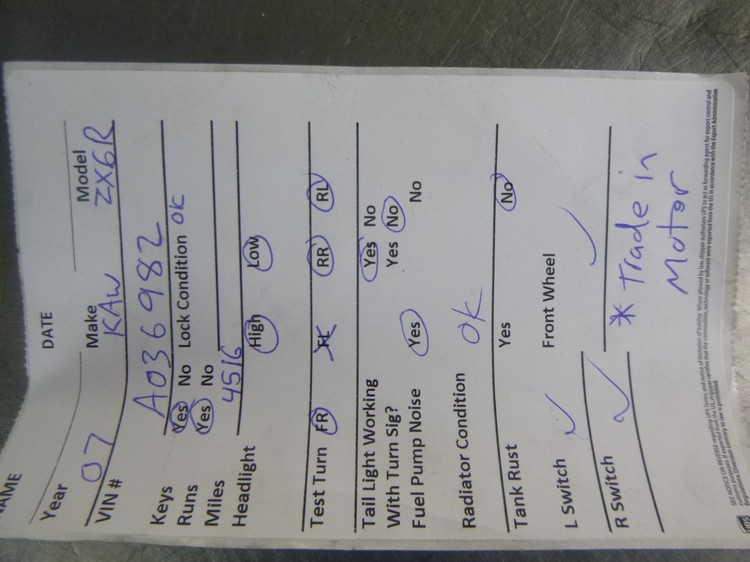 NAME
DATE
Year 07 Make KAW Model ZX6R
VIN# A036982
Keys Yes No Lock Condition ok
Runs Yes No
Miles 4516
Headlight High Low
Test Turn FR FL RR RL
Tail Light Working Yes No
With Turn Sig? Yes No
Fuel Pump Noise Yes No
Radiator Condition ok
Tank Rust Yes No
L Switch ✓ Front Wheel ✓
R Switch ✓ * Trade in
Motor